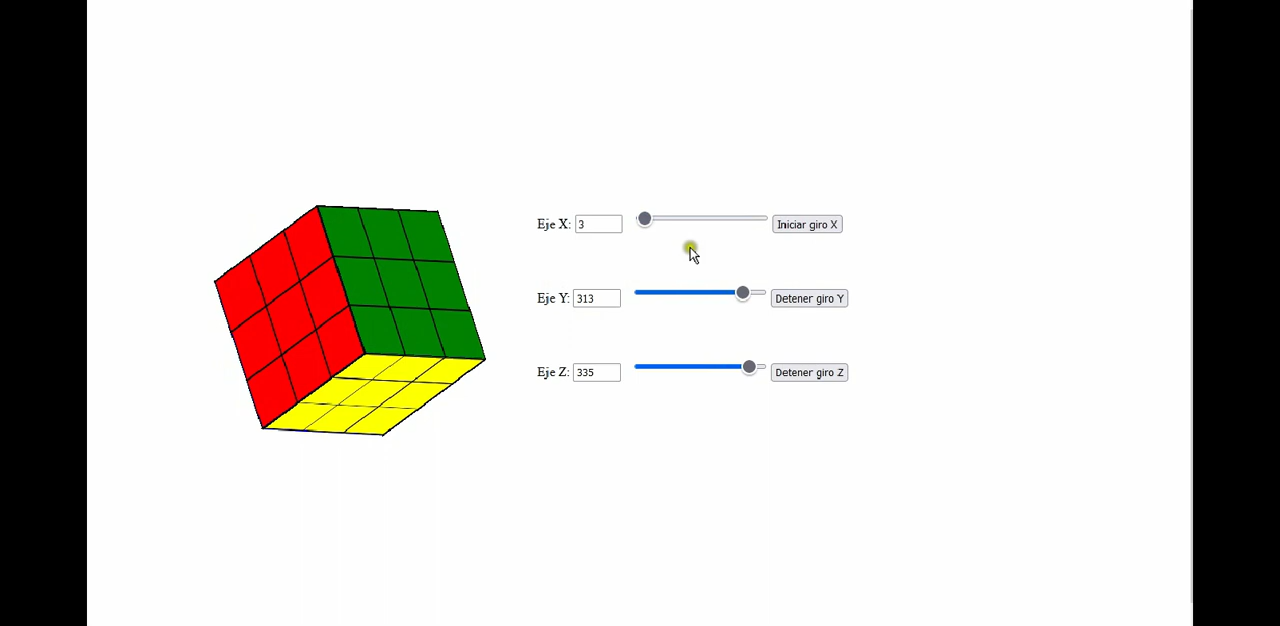 Eje X: 3 Iniciar giro X
Eje Y: 313 Detener giro Y
Eje Z: 335 Detener giro Z